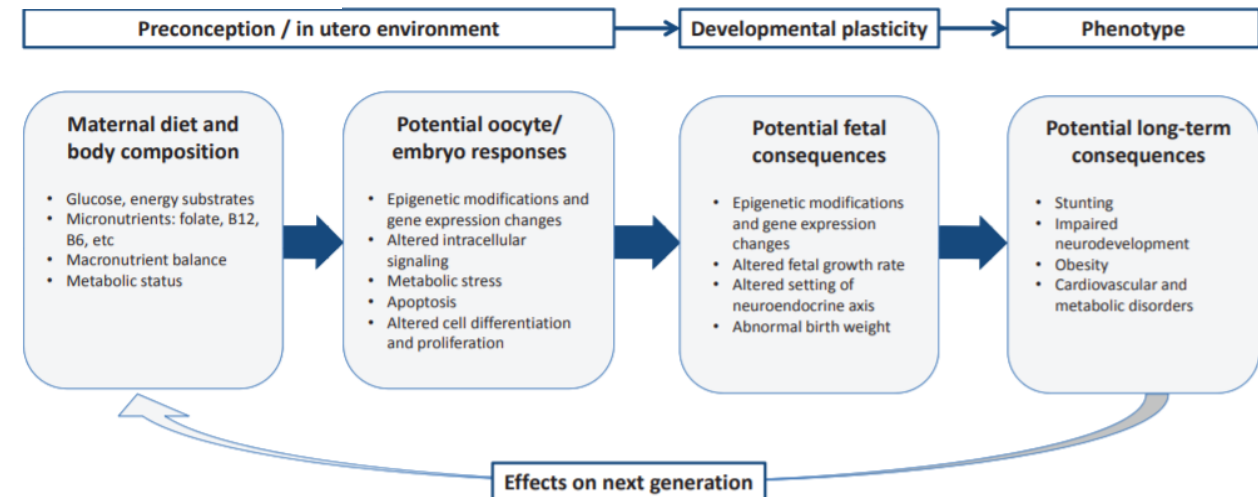 Preconception / in utero environment
Developmental plasticity
Phenotype
Maternal diet and
body composition
• Glucose, energy substrates
• Micronutrients: folate, B12,
B6, etc
• Macronutrient balance
• Metabolic status
Potential oocyte/
embryo responses
• Epigenetic modifications and
gene expression changes
• Altered intracellular
signaling
• Metabolic stress
• Apoptosis
• Altered cell differentiation
and proliferation
Potential fetal
consequences
• Epigenetic modifications
and gene expression
changes
• Altered fetal growth rate
• Altered setting of
neuroendocrine axis
• Abnormal birth weight
Potential long-term
consequences
• Stunting
• Impaired
neurodevelopment
• Obesity
• Cardiovascular and
metabolic disorders
Effects on next generation